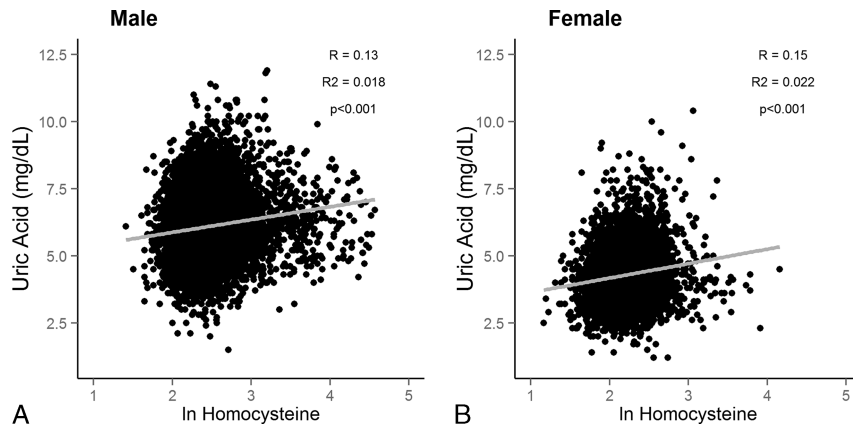 Male
R = 0.13
R2 = 0.018
p<0.001
Uric Acid (mg/dL)
12.5
10.0
7.5
5.0
2.5
1 2 3 4 5
ln Homocysteine
A
Female
R = 0.15
R2 = 0.022
p<0.001
Uric Acid (mg/dL)
12.5
10.0
7.5
5.0
2.5
1 2 3 4 5
ln Homocysteine
B